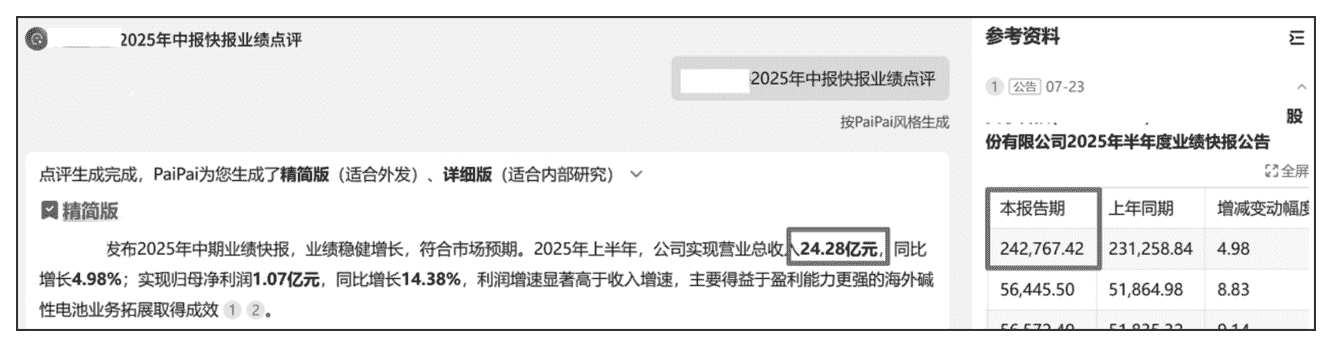 2025年中报快报业绩点评
2025年中报快报业绩点评
按PaiPai风格生成
点评生成完成，PaiPai为您生成了精简版（适合外发）、详细版（适合内部研究）
精简版
发布2025年中期业绩快报，业绩稳健增长，符合市场预期。2025年上半年，公司实现营业总收入24.28亿元，同比
增长4.98%；实现归母净利润1.07亿元，同比增长14.38%，利润增速显著高于收入增速，主要得益于盈利能力更强的海外碱
性电池业务拓展取得成效 1 2 。
参考资料
1 公告 07-23
股
份有限公司2025年半年度业绩快报公告
全屏
本报告期 上年同期 增减变动幅度
242,767.42 231,258.84 4.98
56,445.50 51,864.98 8.83
56,572.40 51,835.32 9.14